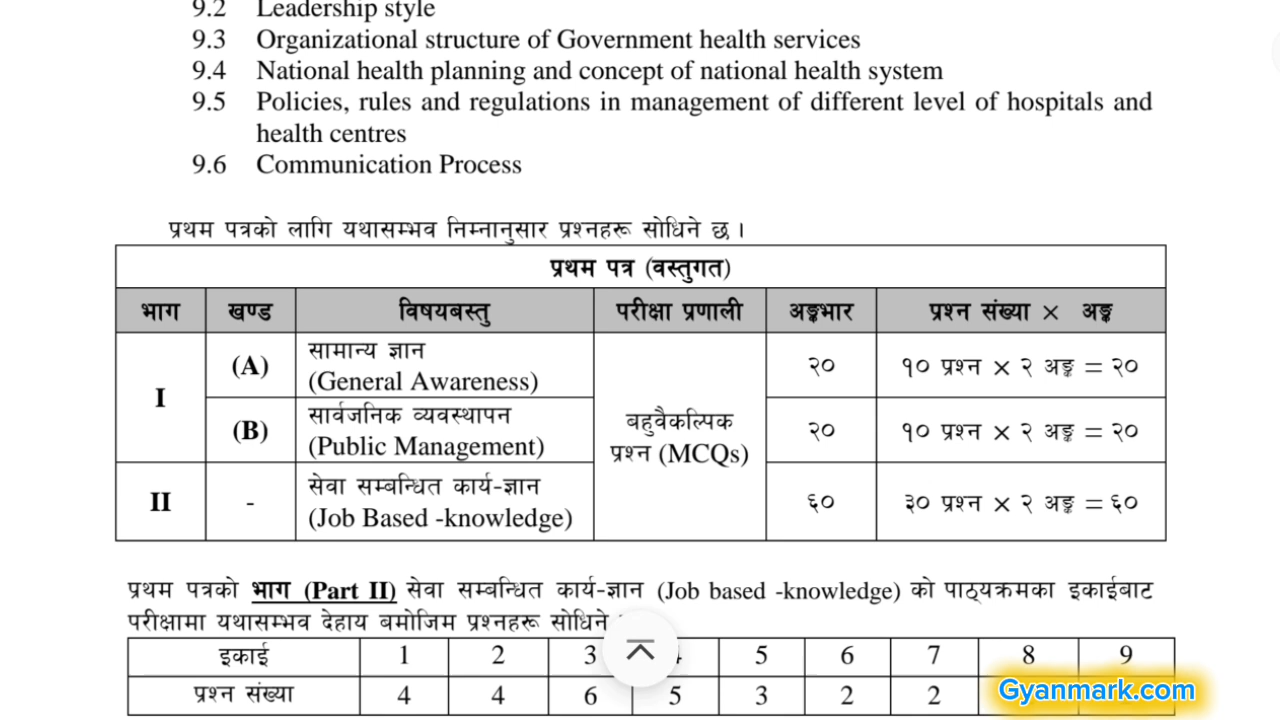 9.2 Leadership style
9.3 Organizational structure of Government health services
9.4 National health planning and concept of national health system
9.5 Policies, rules and regulations in management of different level of hospitals and
health centres
9.6 Communication Process
प्रथम पत्रको लागि यथासम्भव निम्नानुसार प्रश्नहरू सोधिने छ ।
प्रथम पत्र (वस्तुगत)
भाग खण्ड विषयबस्तु परीक्षा प्रणाली अङ्कभार प्रश्न संख्या × अङ्क
I (A) सामान्य ज्ञान
(General Awareness) बहुवैकल्पिक
प्रश्न (MCQs) २० १० प्रश्न × २ अङ्क = २०
(B) सार्वजनिक व्यवस्थापन
(Public Management) २० १० प्रश्न × २ अङ्क = २०
II - सेवा सम्बन्धित कार्य-ज्ञान
(Job Based -knowledge) ६० ३० प्रश्न × २ अङ्क = ६०
प्रथम पत्रको भाग (Part II) सेवा सम्बन्धित कार्य-ज्ञान (Job based -knowledge) को पाठ्यक्रमका इकाईबाट
परीक्षामा यथासम्भव देहाय बमोजिम प्रश्नहरू सोधिने
इकाई 1 2 3 5 6 7 8 9
प्रश्न संख्या 4 4 6 5 3 2 2
Gyanmark.com